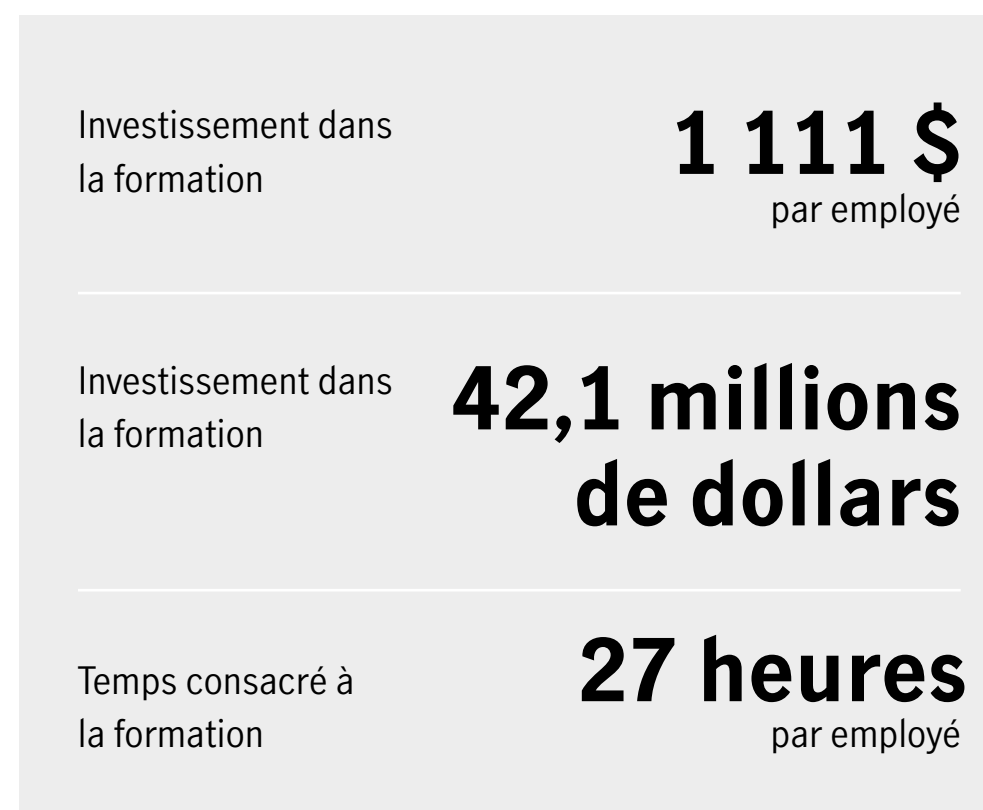 Investissement dans
la formation
1 111 $
par employé
Investissement dans
la formation
42,1 millions
de dollars
Temps consacré à
la formation
27 heures
par employé